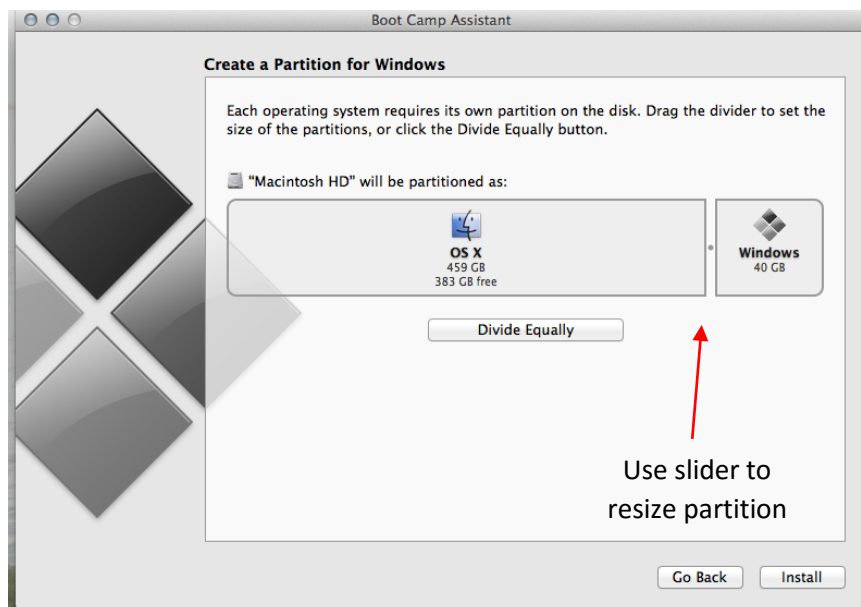 Boot Camp Assistant
Create a Partition for Windows
Each operating system requires its own partition on the disk. Drag the divider to set the
size of the partitions, or click the Divide Equally button.
"Macintosh HD" will be partitioned as:
OS X
459 GB
383 GB free
Windows
40 GB
Divide Equally
Use slider to
resize partition
Go Back
Install